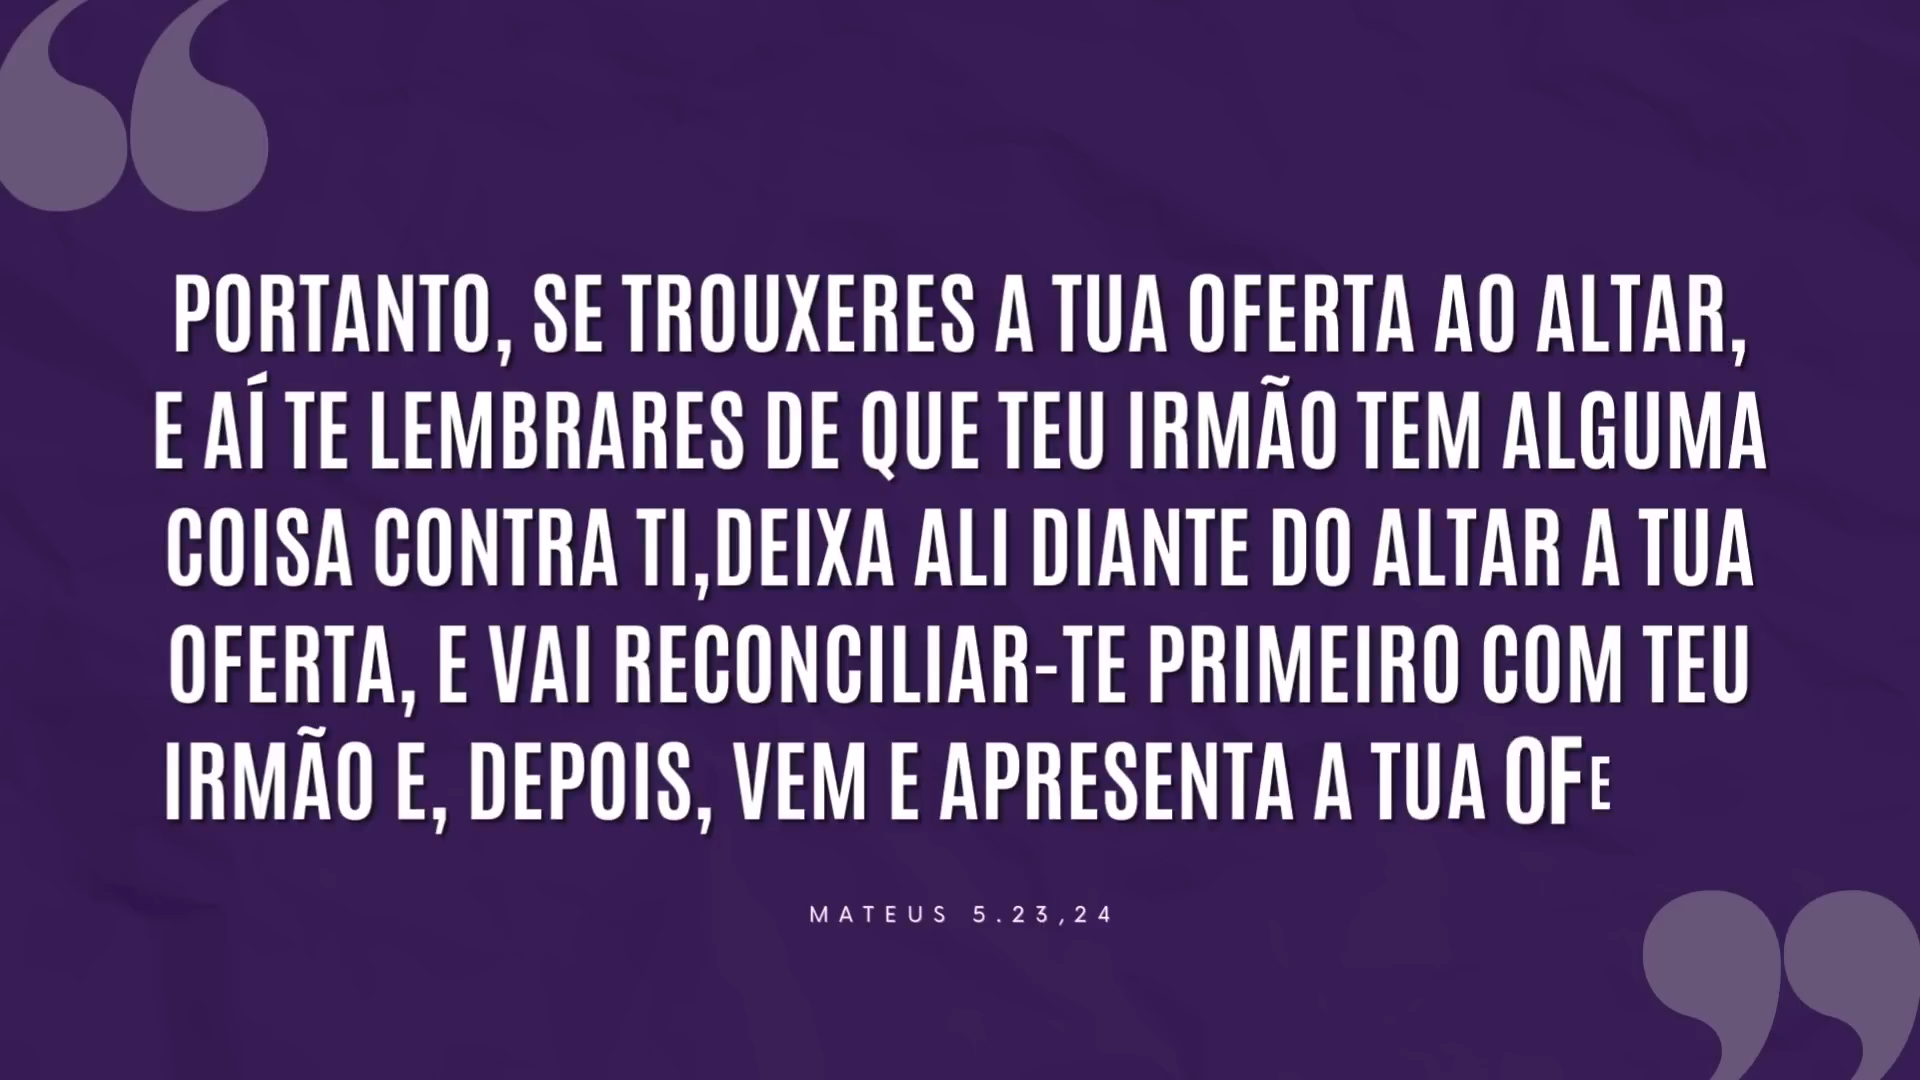 PORTANTO, SE TROUXERES A TUA OFERTA AO ALTAR,
E AÍ TE LEMBRARES DE QUE TEU IRMÃO TEM ALGUMA
COISA CONTRA TI,DEIXA ALI DIANTE DO ALTAR A TUA
OFERTA, E VAI RECONCILIAR-TE PRIMEIRO COM TEU
IRMÃO E, DEPOIS, VEM E APRESENTA A TUA OFE
MATEUS 5.23,24